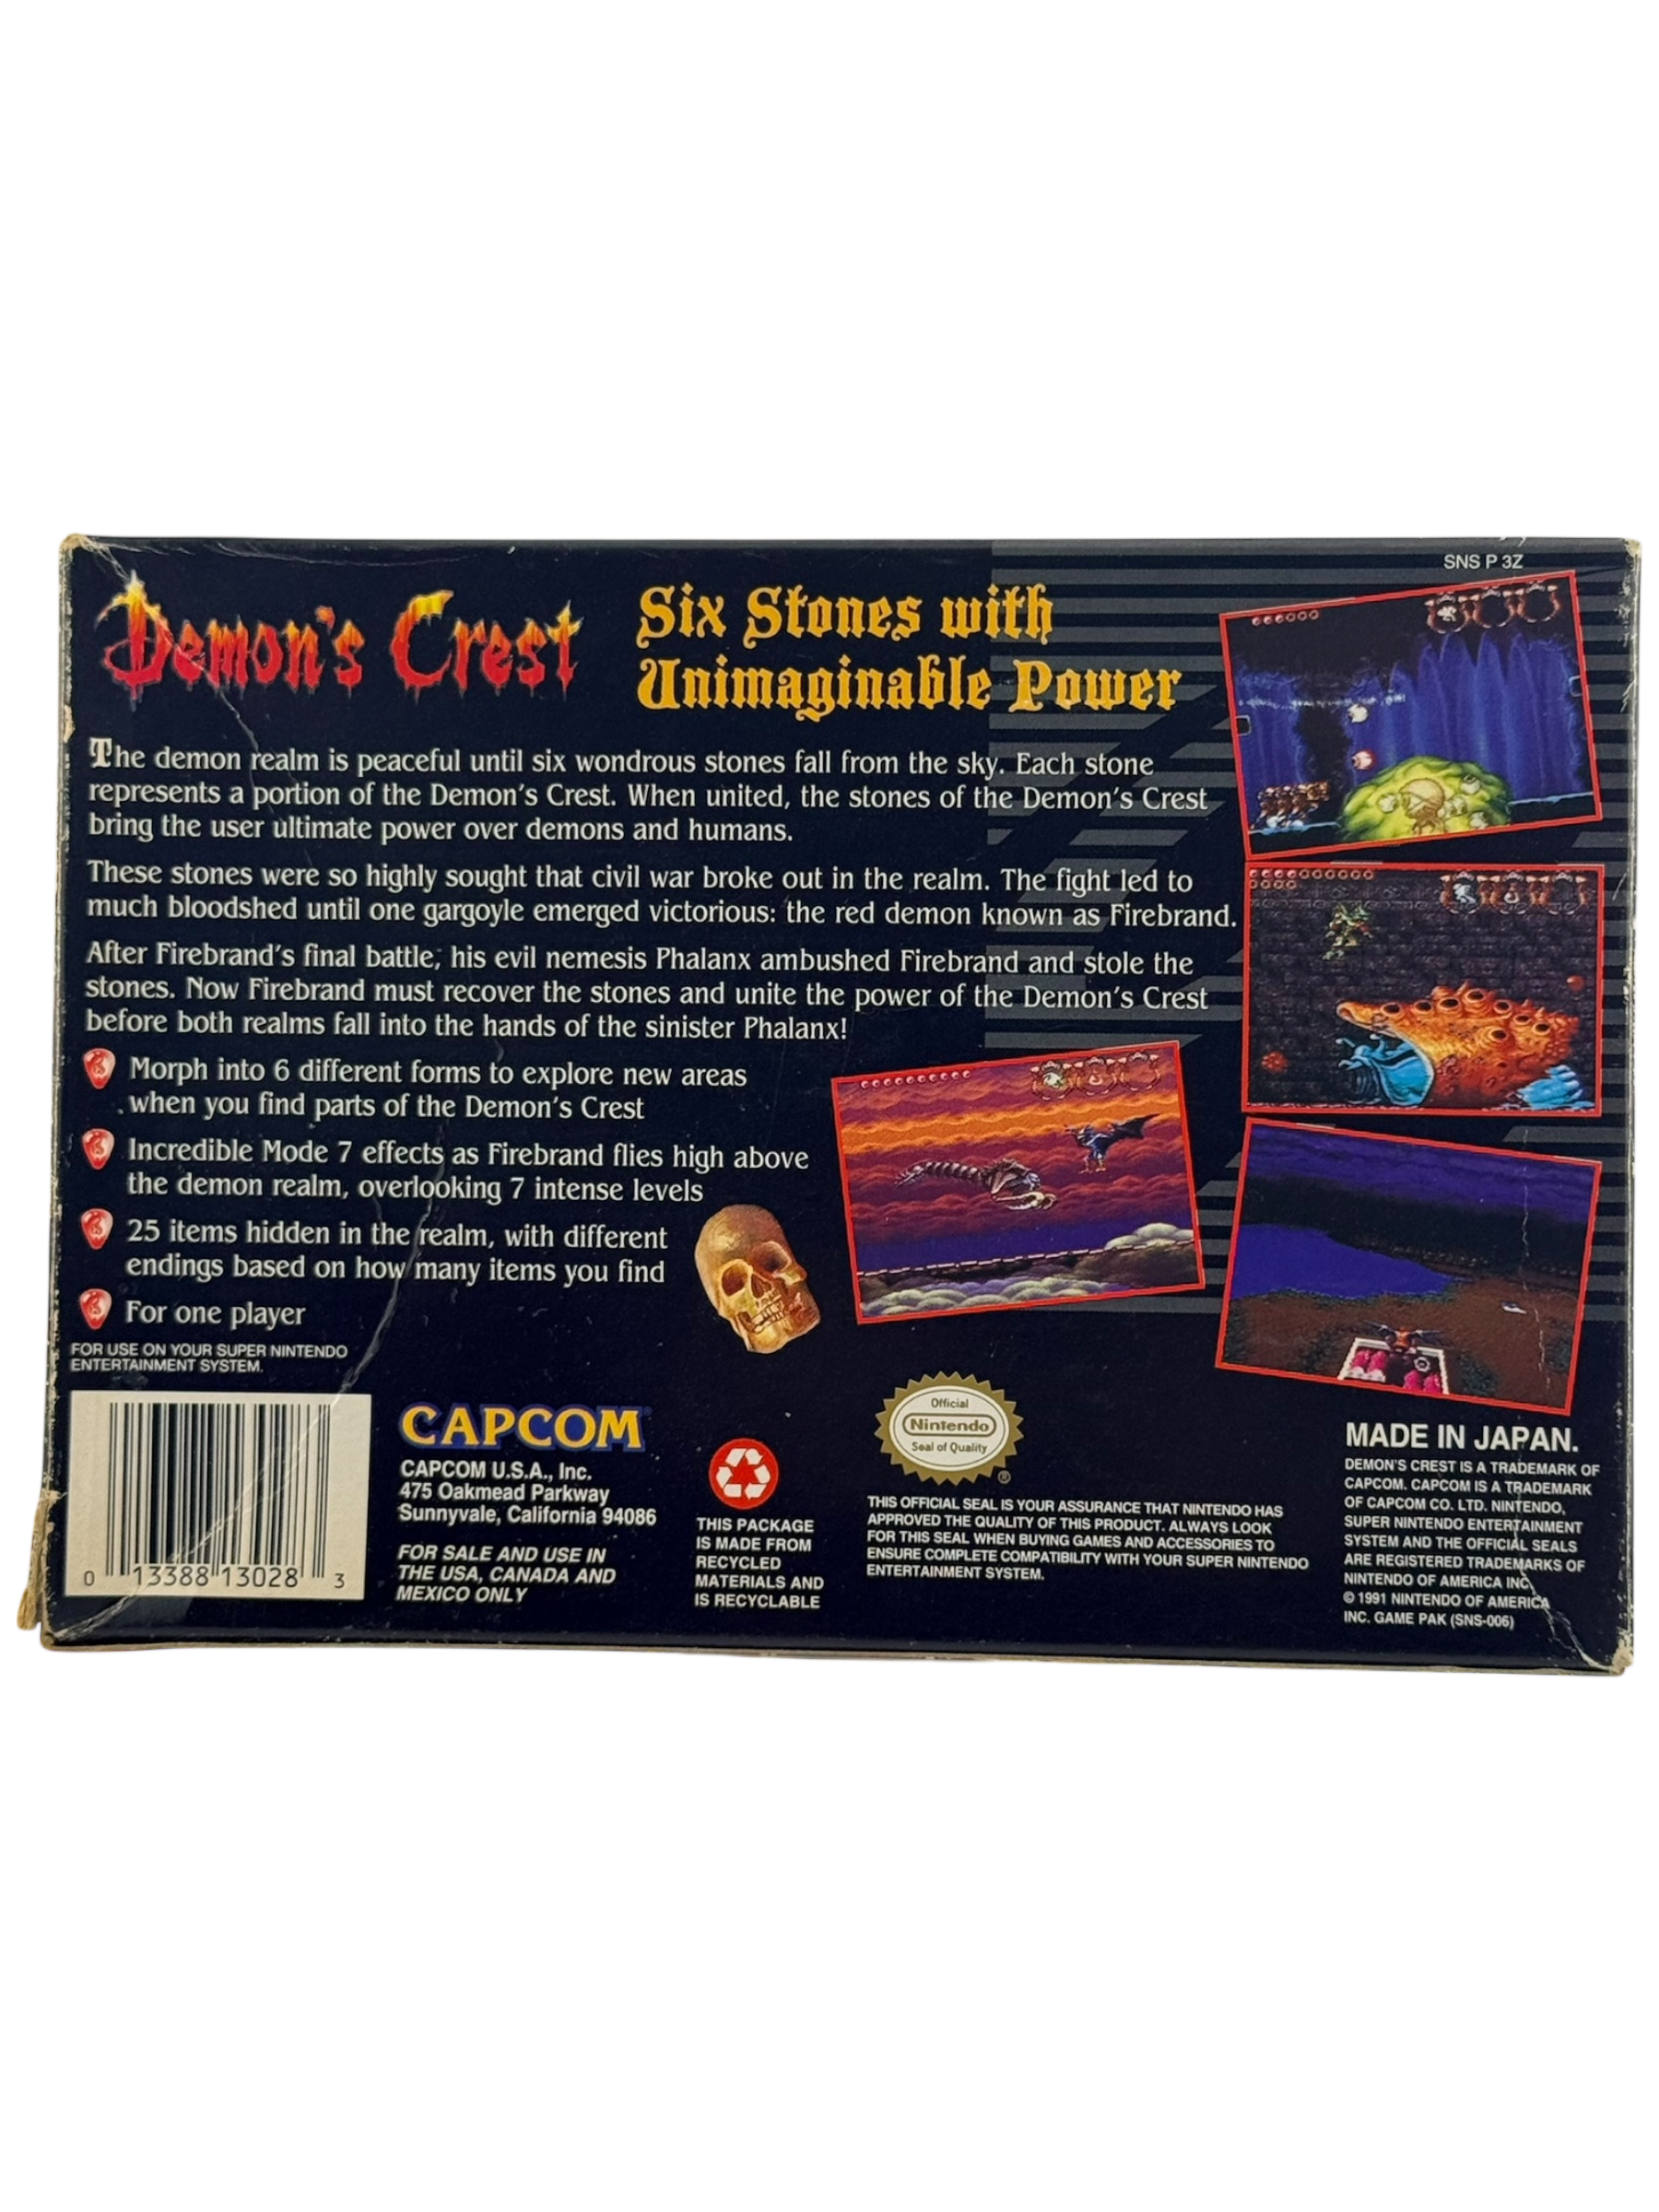 SNS P 3Z
Demon's Crest
Six Stones with
Unimaginable Power
The demon realm is peaceful until six wondrous stones fall from the sky. Each stone
represents a portion of the Demon's Crest. When united, the stones of the Demon's Crest
bring the user ultimate power over demons and humans.
These stones were so highly sought that civil war broke out in the realm. The fight led to
much bloodshed until one gargoyle emerged victorious: the red demon known as Firebrand.
After Firebrand's final battle, his evil nemesis Phalanx ambushed Firebrand and stole the
stones. Now Firebrand must recover the stones and unite the power of the Demon's Crest
before both realms fall into the hands of the sinister Phalanx!
Morph into 6 different forms to explore new areas
when you find parts of the Demon's Crest
Incredible Mode 7 effects as Firebrand flies high above
the demon realm, overlooking 7 intense levels
25 items hidden in the realm, with different
endings based on how many items you find
For one player
FOR USE ON YOUR SUPER NINTENDO
ENTERTAINMENT SYSTEM.
0 13388 13028 3
CAPCOM
CAPCOM U.S.A., Inc.
475 Oakmead Parkway
Sunnyvale, California 94086
FOR SALE AND USE IN
THE USA, CANADA AND
MEXICO ONLY
THIS PACKAGE
IS MADE FROM
RECYCLED
MATERIALS AND
IS RECYCLABLE
Official
Nintendo
Seal of Quality
®
THIS OFFICIAL SEAL IS YOUR ASSURANCE THAT NINTENDO HAS
APPROVED THE QUALITY OF THIS PRODUCT. ALWAYS LOOK
FOR THIS SEAL WHEN BUYING GAMES AND ACCESSORIES TO
ENSURE COMPLETE COMPATIBILITY WITH YOUR SUPER NINTENDO
ENTERTAINMENT SYSTEM.
MADE IN JAPAN.
DEMON'S CREST IS A TRADEMARK OF
CAPCOM. CAPCOM IS A TRADEMARK
OF CAPCOM CO. LTD. NINTENDO,
SUPER NINTENDO ENTERTAINMENT
SYSTEM AND THE OFFICIAL SEALS
ARE REGISTERED TRADEMARKS OF
NINTENDO OF AMERICA INC.
© 1991 NINTENDO OF AMERICA
INC. GAME PAK (SNS-006)